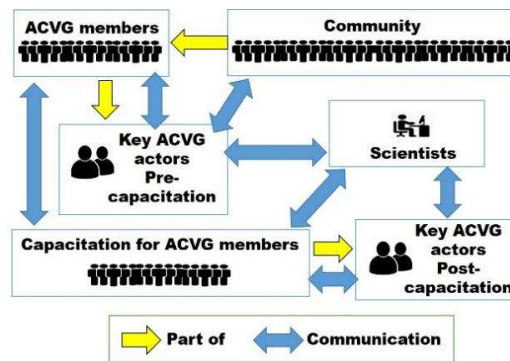 ACVG members
Community
Key ACVG
actors
Pre-
capacitation
Scientists
Capacitation for ACVG members
Key ACVG
actors
Post-
capacitation
Part of
Communication